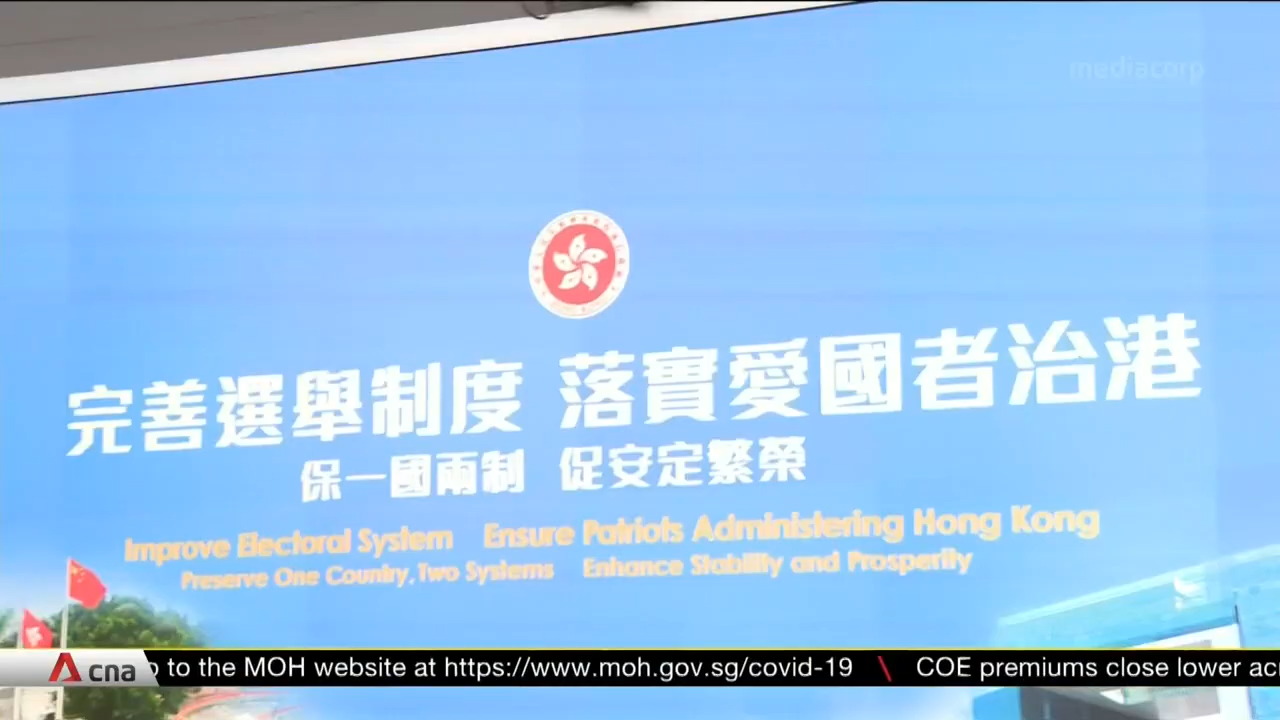 mediacorp
完善選舉制度 落實愛國者治港
保一國兩制 促安定繁榮
Improve Electoral System Ensure Patriots Administering Hong Kong
Preserve One Country, Two Systems Enhance Stability and Prosperity
cna to the MOH website at https://www.moh.gov.sg/covid-19 \ COE premiums close lower